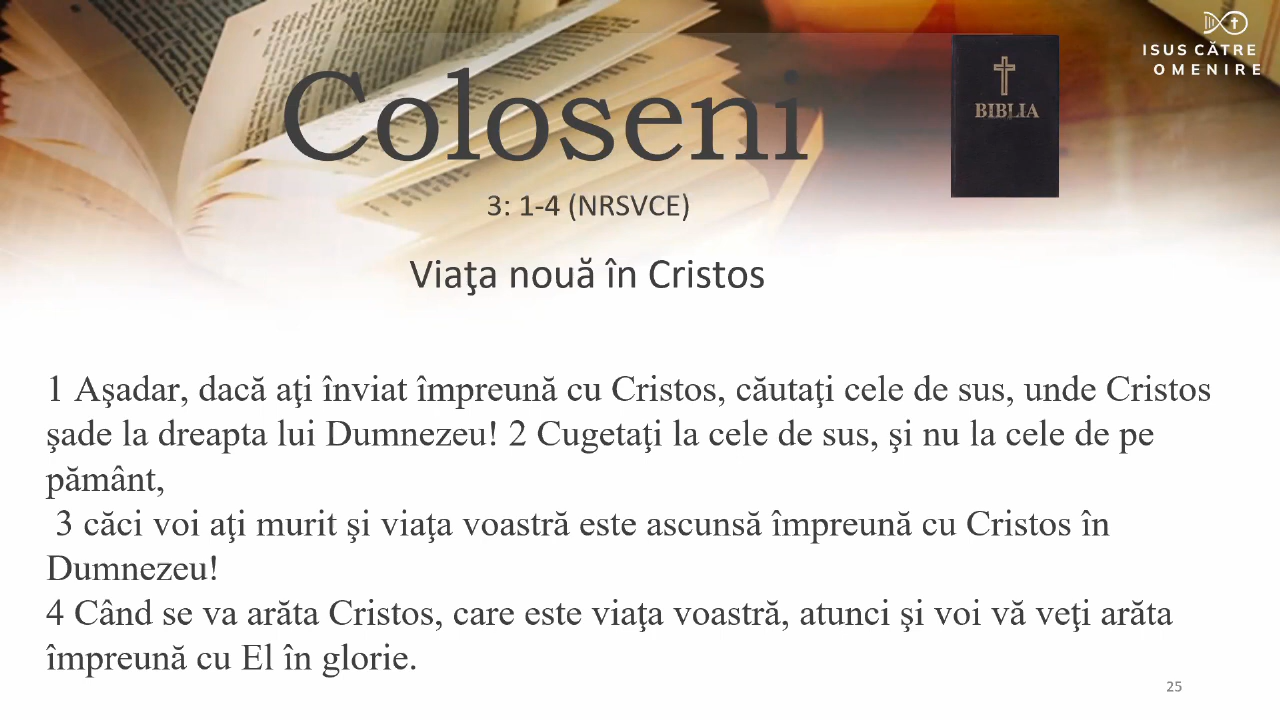 ISUS CĂTRE
OMENIRE
BIBLIA
Coloseni
3: 1-4 (NRSVCE)
Viaţa nouă în Cristos
1 Aşadar, dacă aţi înviat împreună cu Cristos, căutaţi cele de sus, unde Cristos
şade la dreapta lui Dumnezeu! 2 Cugetaţi la cele de sus, şi nu la cele de pe
pământ,
3 căci voi aţi murit şi viaţa voastră este ascunsă împreună cu Cristos în
Dumnezeu!
4 Când se va arăta Cristos, care este viaţa voastră, atunci şi voi vă veţi arăta
împreună cu El în glorie.
25